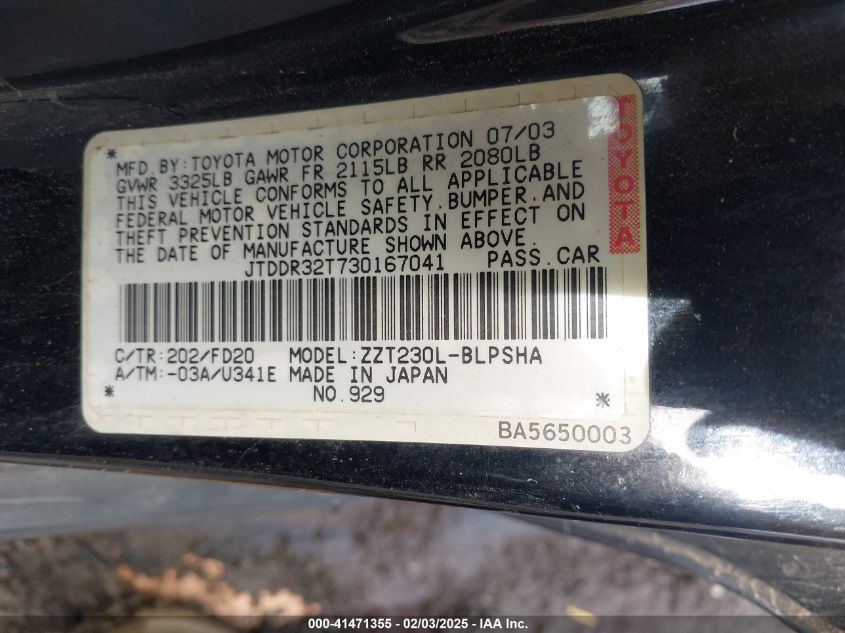 MFD.BY:TOYOTA MOTOR CORPORATION 07/03
GVWR 3325LB GAWR FR 2115LB RR 2080LB
THIS VEHICLE CONFORMS TO ALL APPLICABLE
FEDERAL MOTOR VEHICLE SAFETY.BUMPER.AND
THEFT PREVENTION STANDARDS IN EFFECT ON
THE DATE OF MANUFACTURE SHOWN ABOVE.
JTDDR32T730167041 PASS.CAR
TOYOTA
C/TR:202/FD20 MODEL:ZZT230L-BLPSHA
A/TM:-03A/U341E MADE IN JAPAN
NO.929
BA5650003
000-41471355 - 02/03/2025 - IAA Inc.